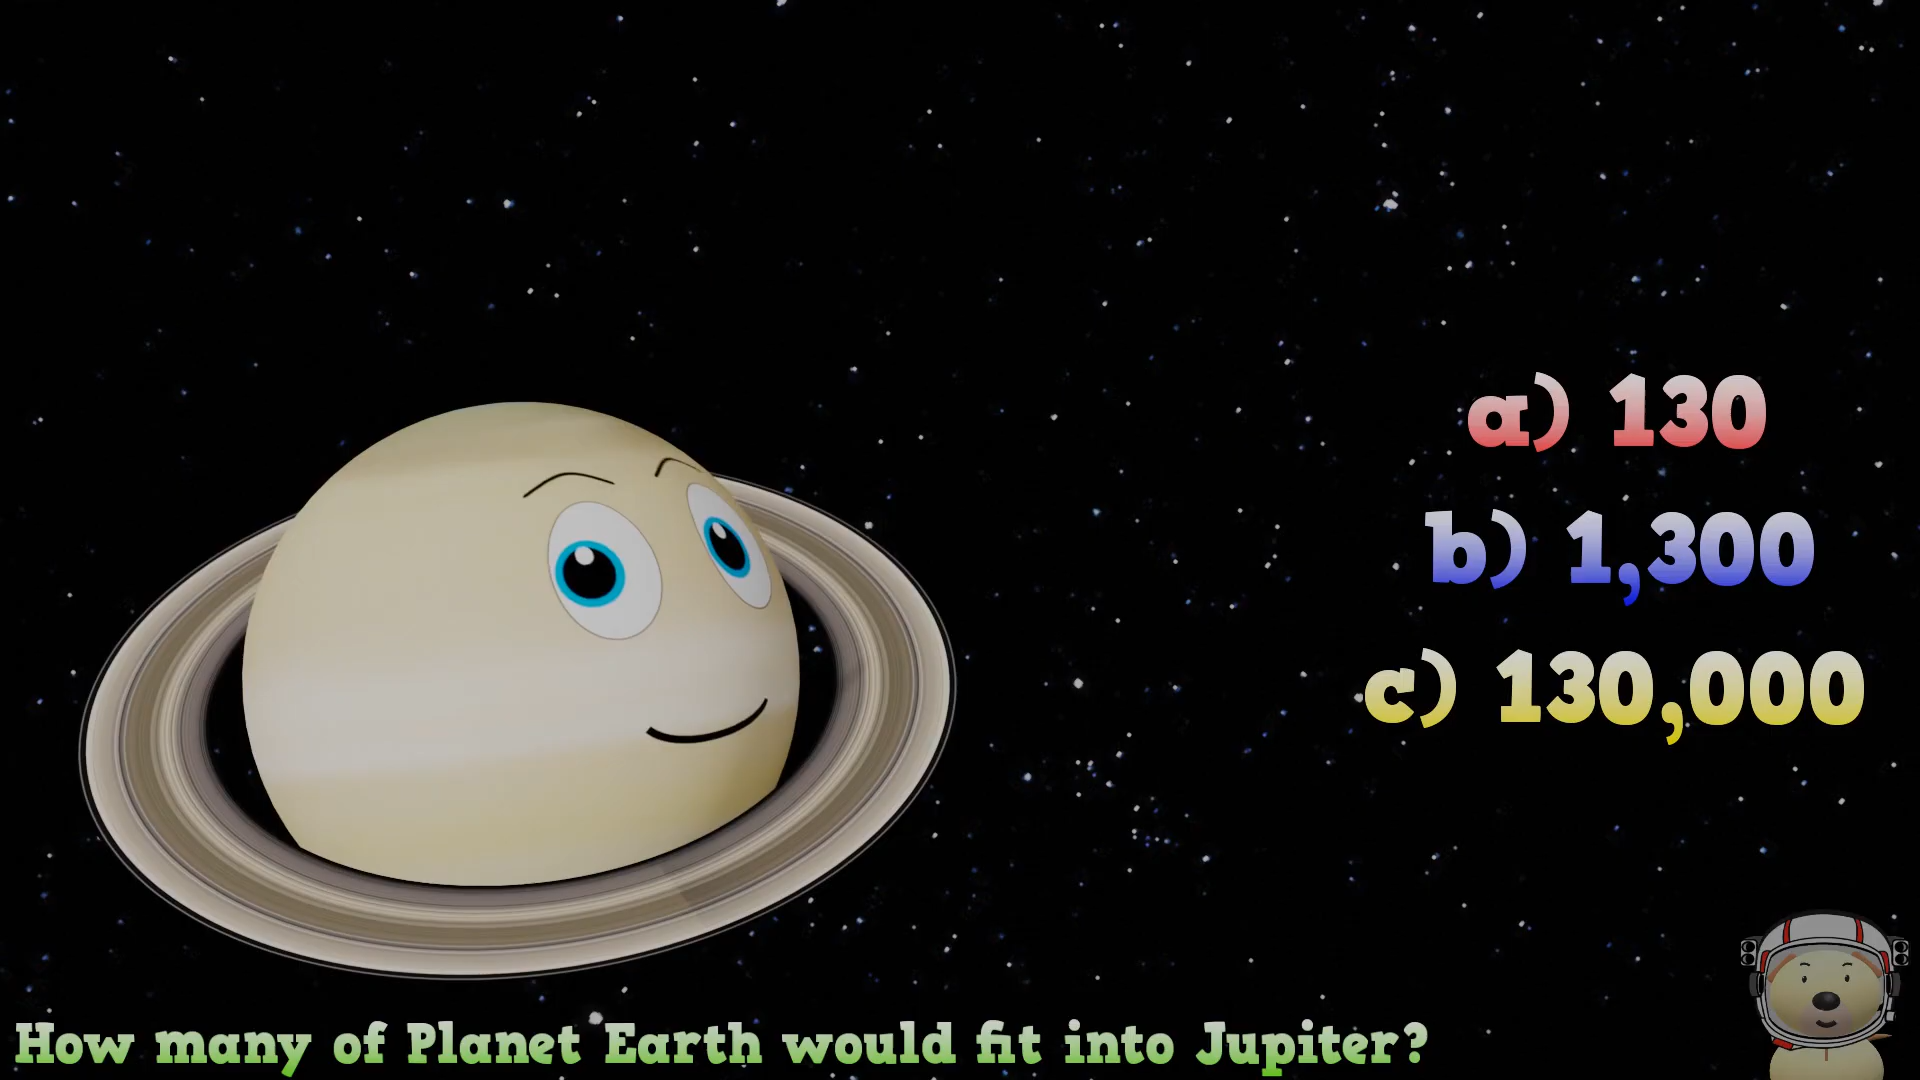 a) 130
b) 1,300
c) 130,000
How many of Planet Earth would fit into Jupiter?